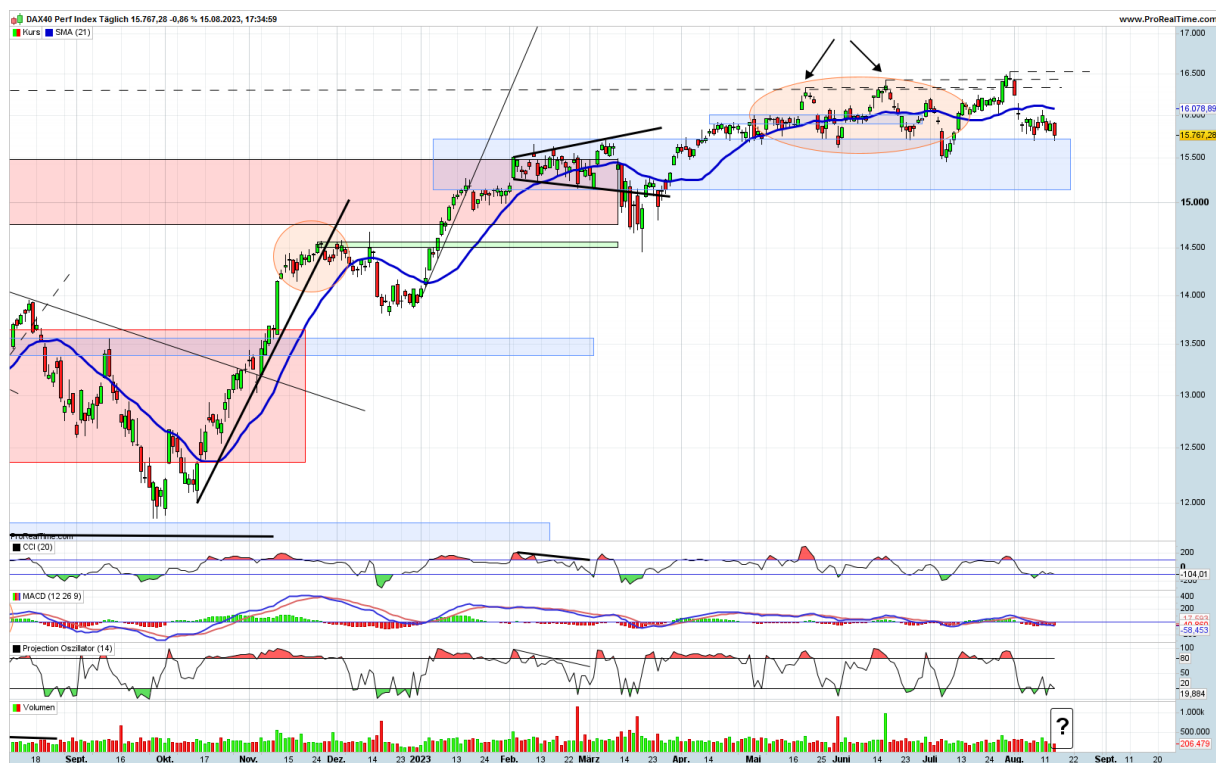 DAX40 Perf Index Täglich 15.767,28 -0,86 % 15.08.2023, 17:34:59
www.ProRealTime.com
Kurs SMA (21)
17.000
16.500
16.078,89
16.000
15.767,28
15.500
15.000
14.500
14.000
13.500
13.000
12.500
12.000
ProRealTime.com
CCI (20)
200
0
-104,01
MACD (12 26 9)
400
200
-58,453
Projection Oszillator (14)
100
80
50
20
19,884
Volumen
1.000k
500.000
206.479
?
18 Sept. 16 Okt. 17 Nov. 15 24 Dez. 14 23 2023 13 24 Feb. 13 22 März 14 23 Apr. 14 Mai 16 25 Juni 14 23 Juli 13 24 Aug. 11 22 Sept. 11 20